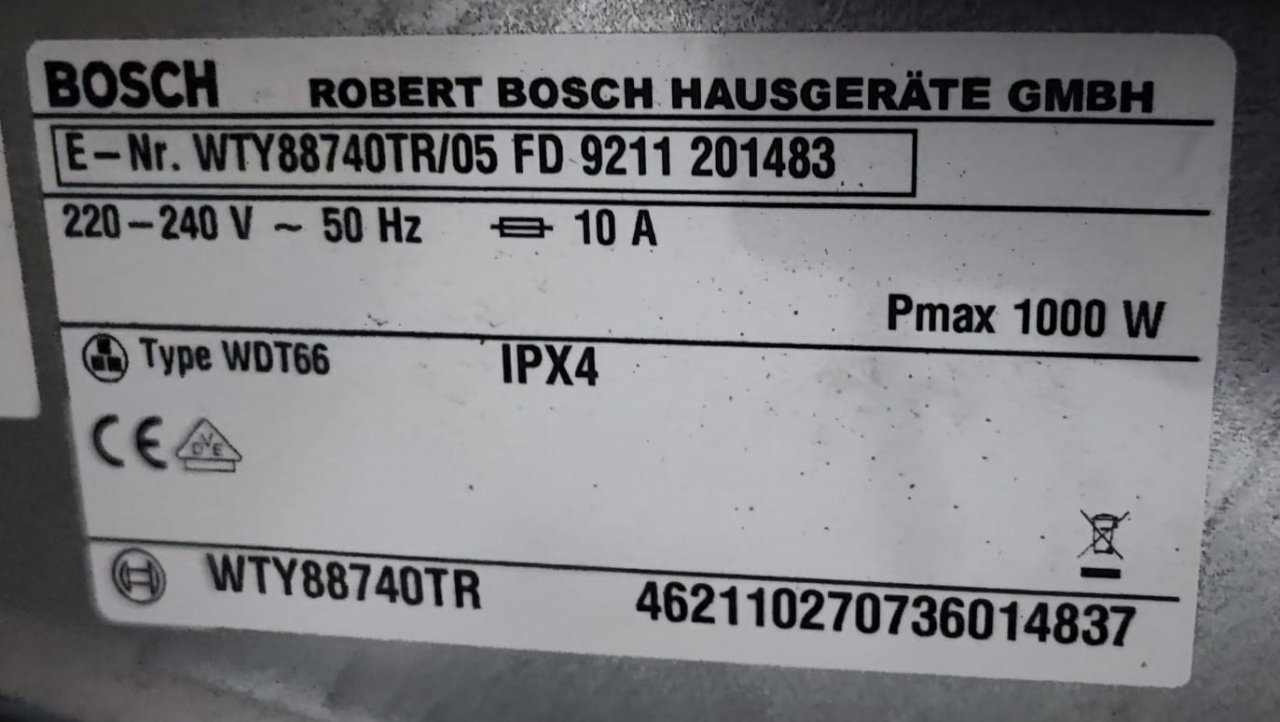 BOSCH ROBERT BOSCH HAUSGERÄTE GMBH
E-Nr. WTY88740TR/05 FD 9211 201483
220-240 V ~ 50 Hz 10 A
Pmax 1000 W
Type WDT66 IPX4
CE DVE
WTY88740TR 462110270736014837